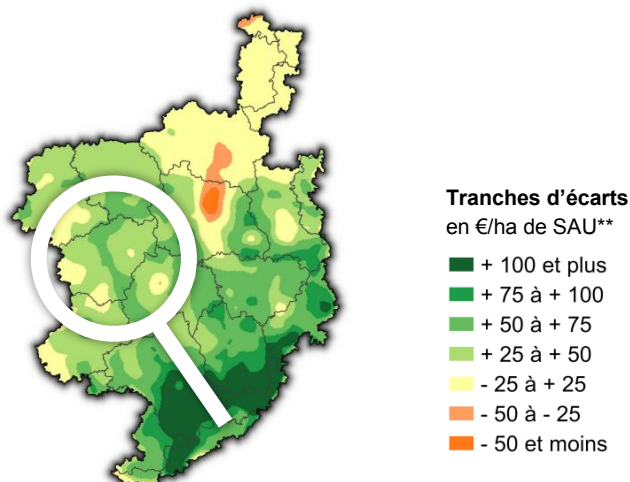 Tranches d'écarts
en €/ha de SAU**
+ 100 et plus
+ 75 à + 100
+ 50 à + 75
+ 25 à + 50
- 25 à + 25
- 50 à - 25
- 50 et moins